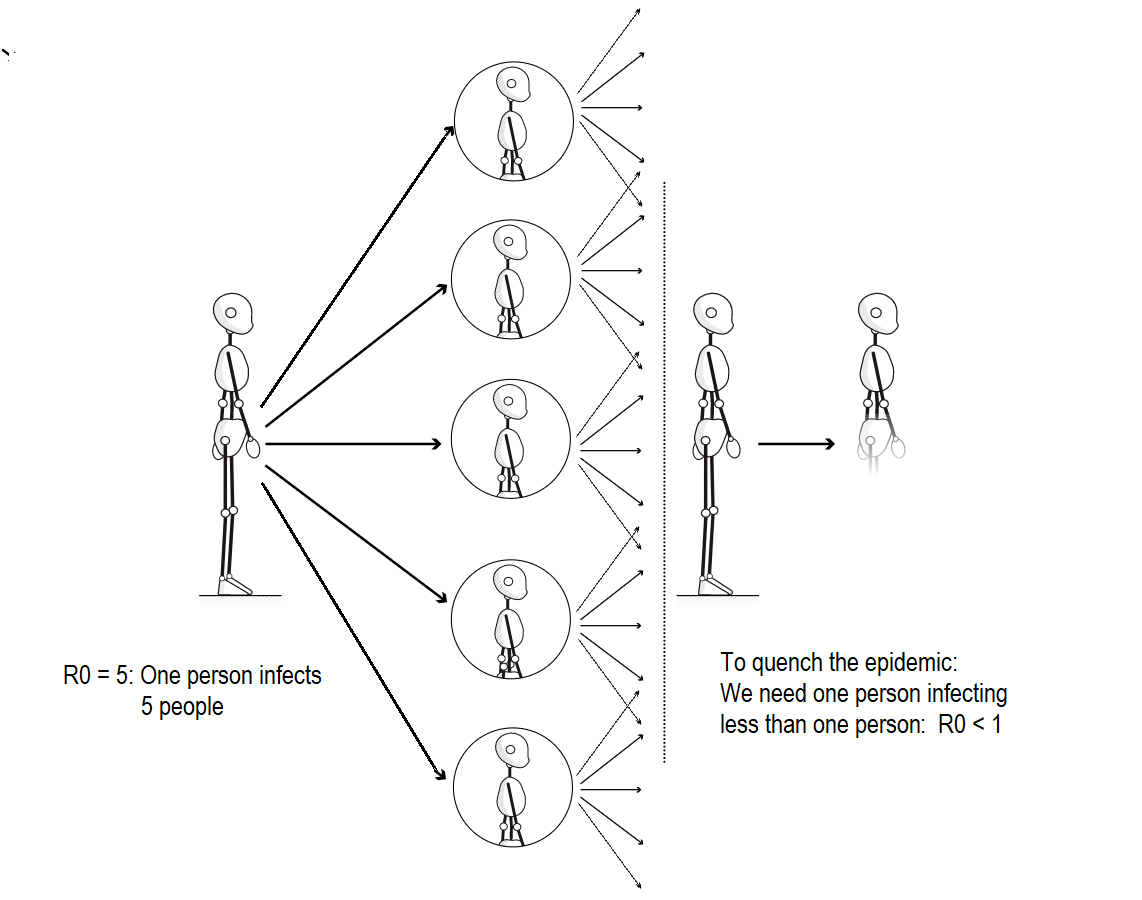 R0 = 5: One person infects
5 people
To quench the epidemic:
We need one person infecting
less than one person:  R0 < 1